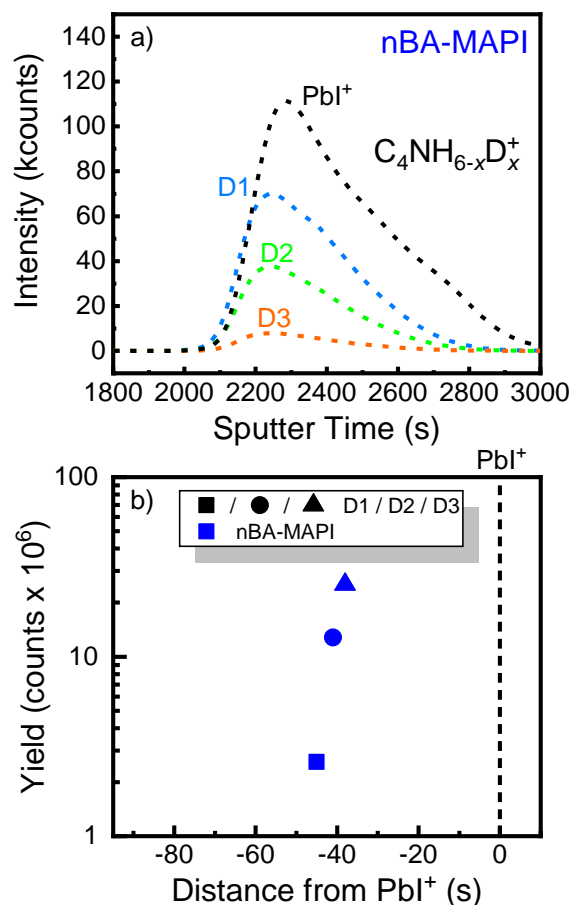 a)
nBA-MAPI
PbI⁺
C₄NH₆₋ₓDₓ⁺
D1
D2
D3
Intensity (kcounts)
140
120
100
80
60
40
20
0
1800 2000 2200 2400 2600 2800 3000
Sputter Time (s)
PbI⁺
b)
/ / D1 / D2 / D3
nBA-MAPI
Yield (counts x 10⁶)
100
10
1
-80 -60 -40 -20 0
Distance from PbI⁺ (s)